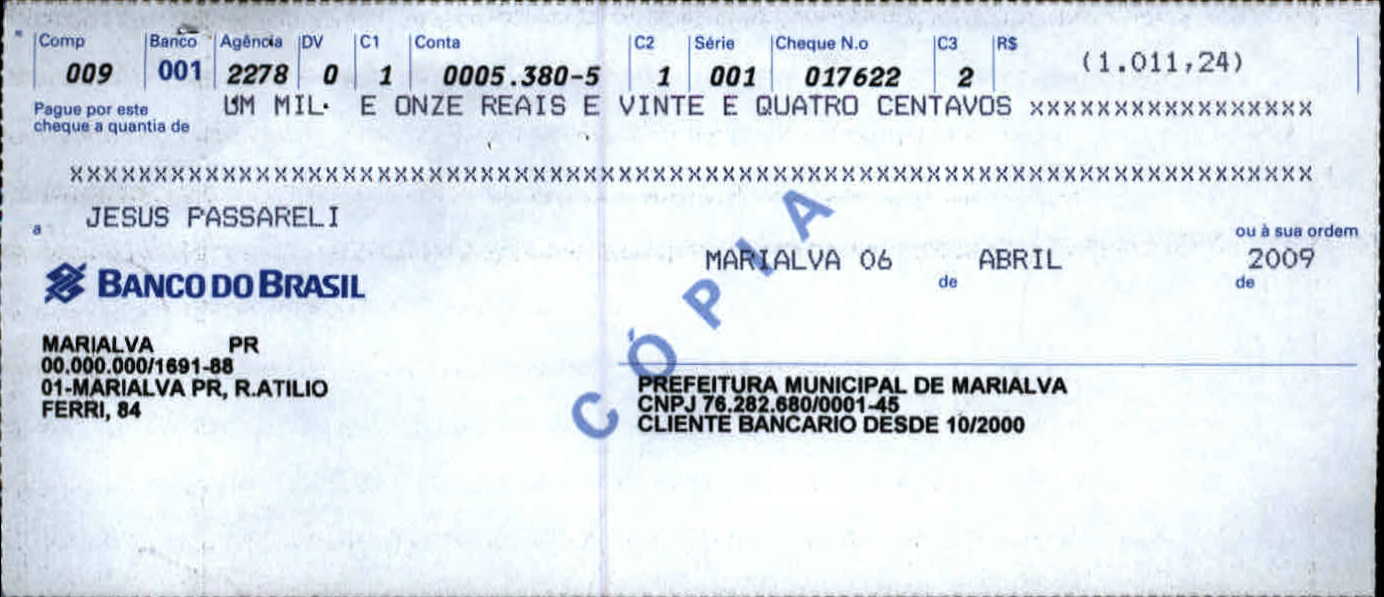 Comp Banco Agência DV C1 Conta C2 Série Cheque N.o C3 R$ (1.011,24)
009 001 2278 0 1 0005.380-5 1 001 017622 2
Pague por este cheque a quantia de UM MIL E ONZE REAIS E VINTE E QUATRO CENTAVOS xxxxxxxxxxxxxxxxx
xxxxxxxxxxxxxxxxxxxxxxxxxxxxxxxxxxxxxxxxxxxxxxxxxxxxxxxxxxxxxxxxxxxxxxxx
a JESUS PASSARELI
ou à sua ordem
MARIALVA 06 de ABRIL de 2009
BANCO DO BRASIL
CÓPIA
MARIALVA PR
00.000.000/1691-88
01-MARIALVA PR, R.ATILIO
FERRI, 84
PREFEITURA MUNICIPAL DE MARIALVA
CNPJ 76.282.680/0001-45
CLIENTE BANCARIO DESDE 10/2000